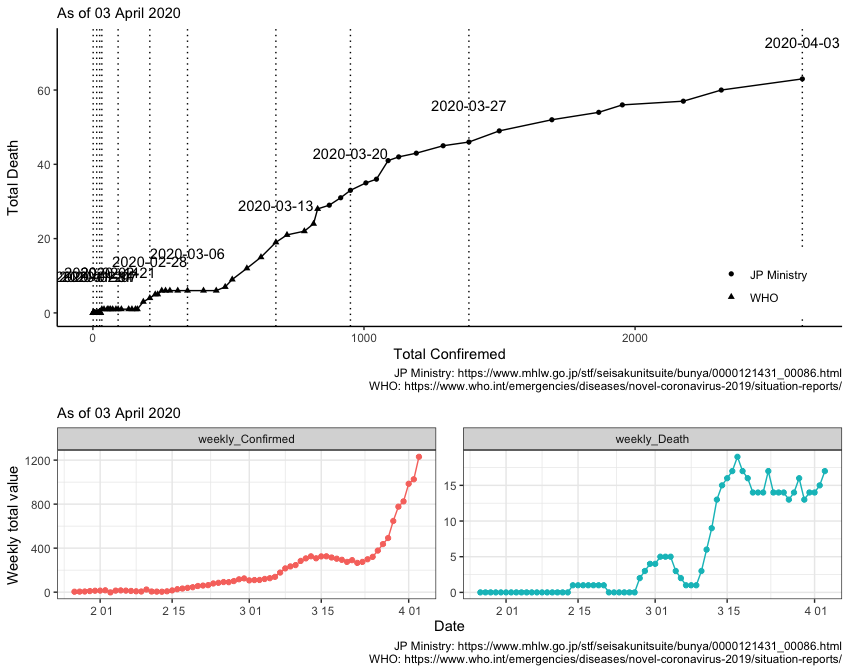 As of 03 April 2020
Total Death
60
40
20
0
2020-02-28
2020-03-06
2020-03-13
2020-03-20
2020-03-27
2020-04-03
JP Ministry
WHO
0
1000
2000
Total Confirmed
JP Ministry: https://www.mhlw.go.jp/stf/seisakunitsuite/bunya/0000121431_00086.html
WHO: https://www.who.int/emergencies/diseases/novel-coronavirus-2019/situation-reports/
As of 03 April 2020
weekly_Confirmed
weekly_Death
Weekly total value
1200
800
400
0
15
10
5
0
2 01
2 15
3 01
3 15
4 01
2 01
2 15
3 01
3 15
4 01
Date
JP Ministry: https://www.mhlw.go.jp/stf/seisakunitsuite/bunya/0000121431_00086.html
WHO: https://www.who.int/emergencies/diseases/novel-coronavirus-2019/situation-reports/